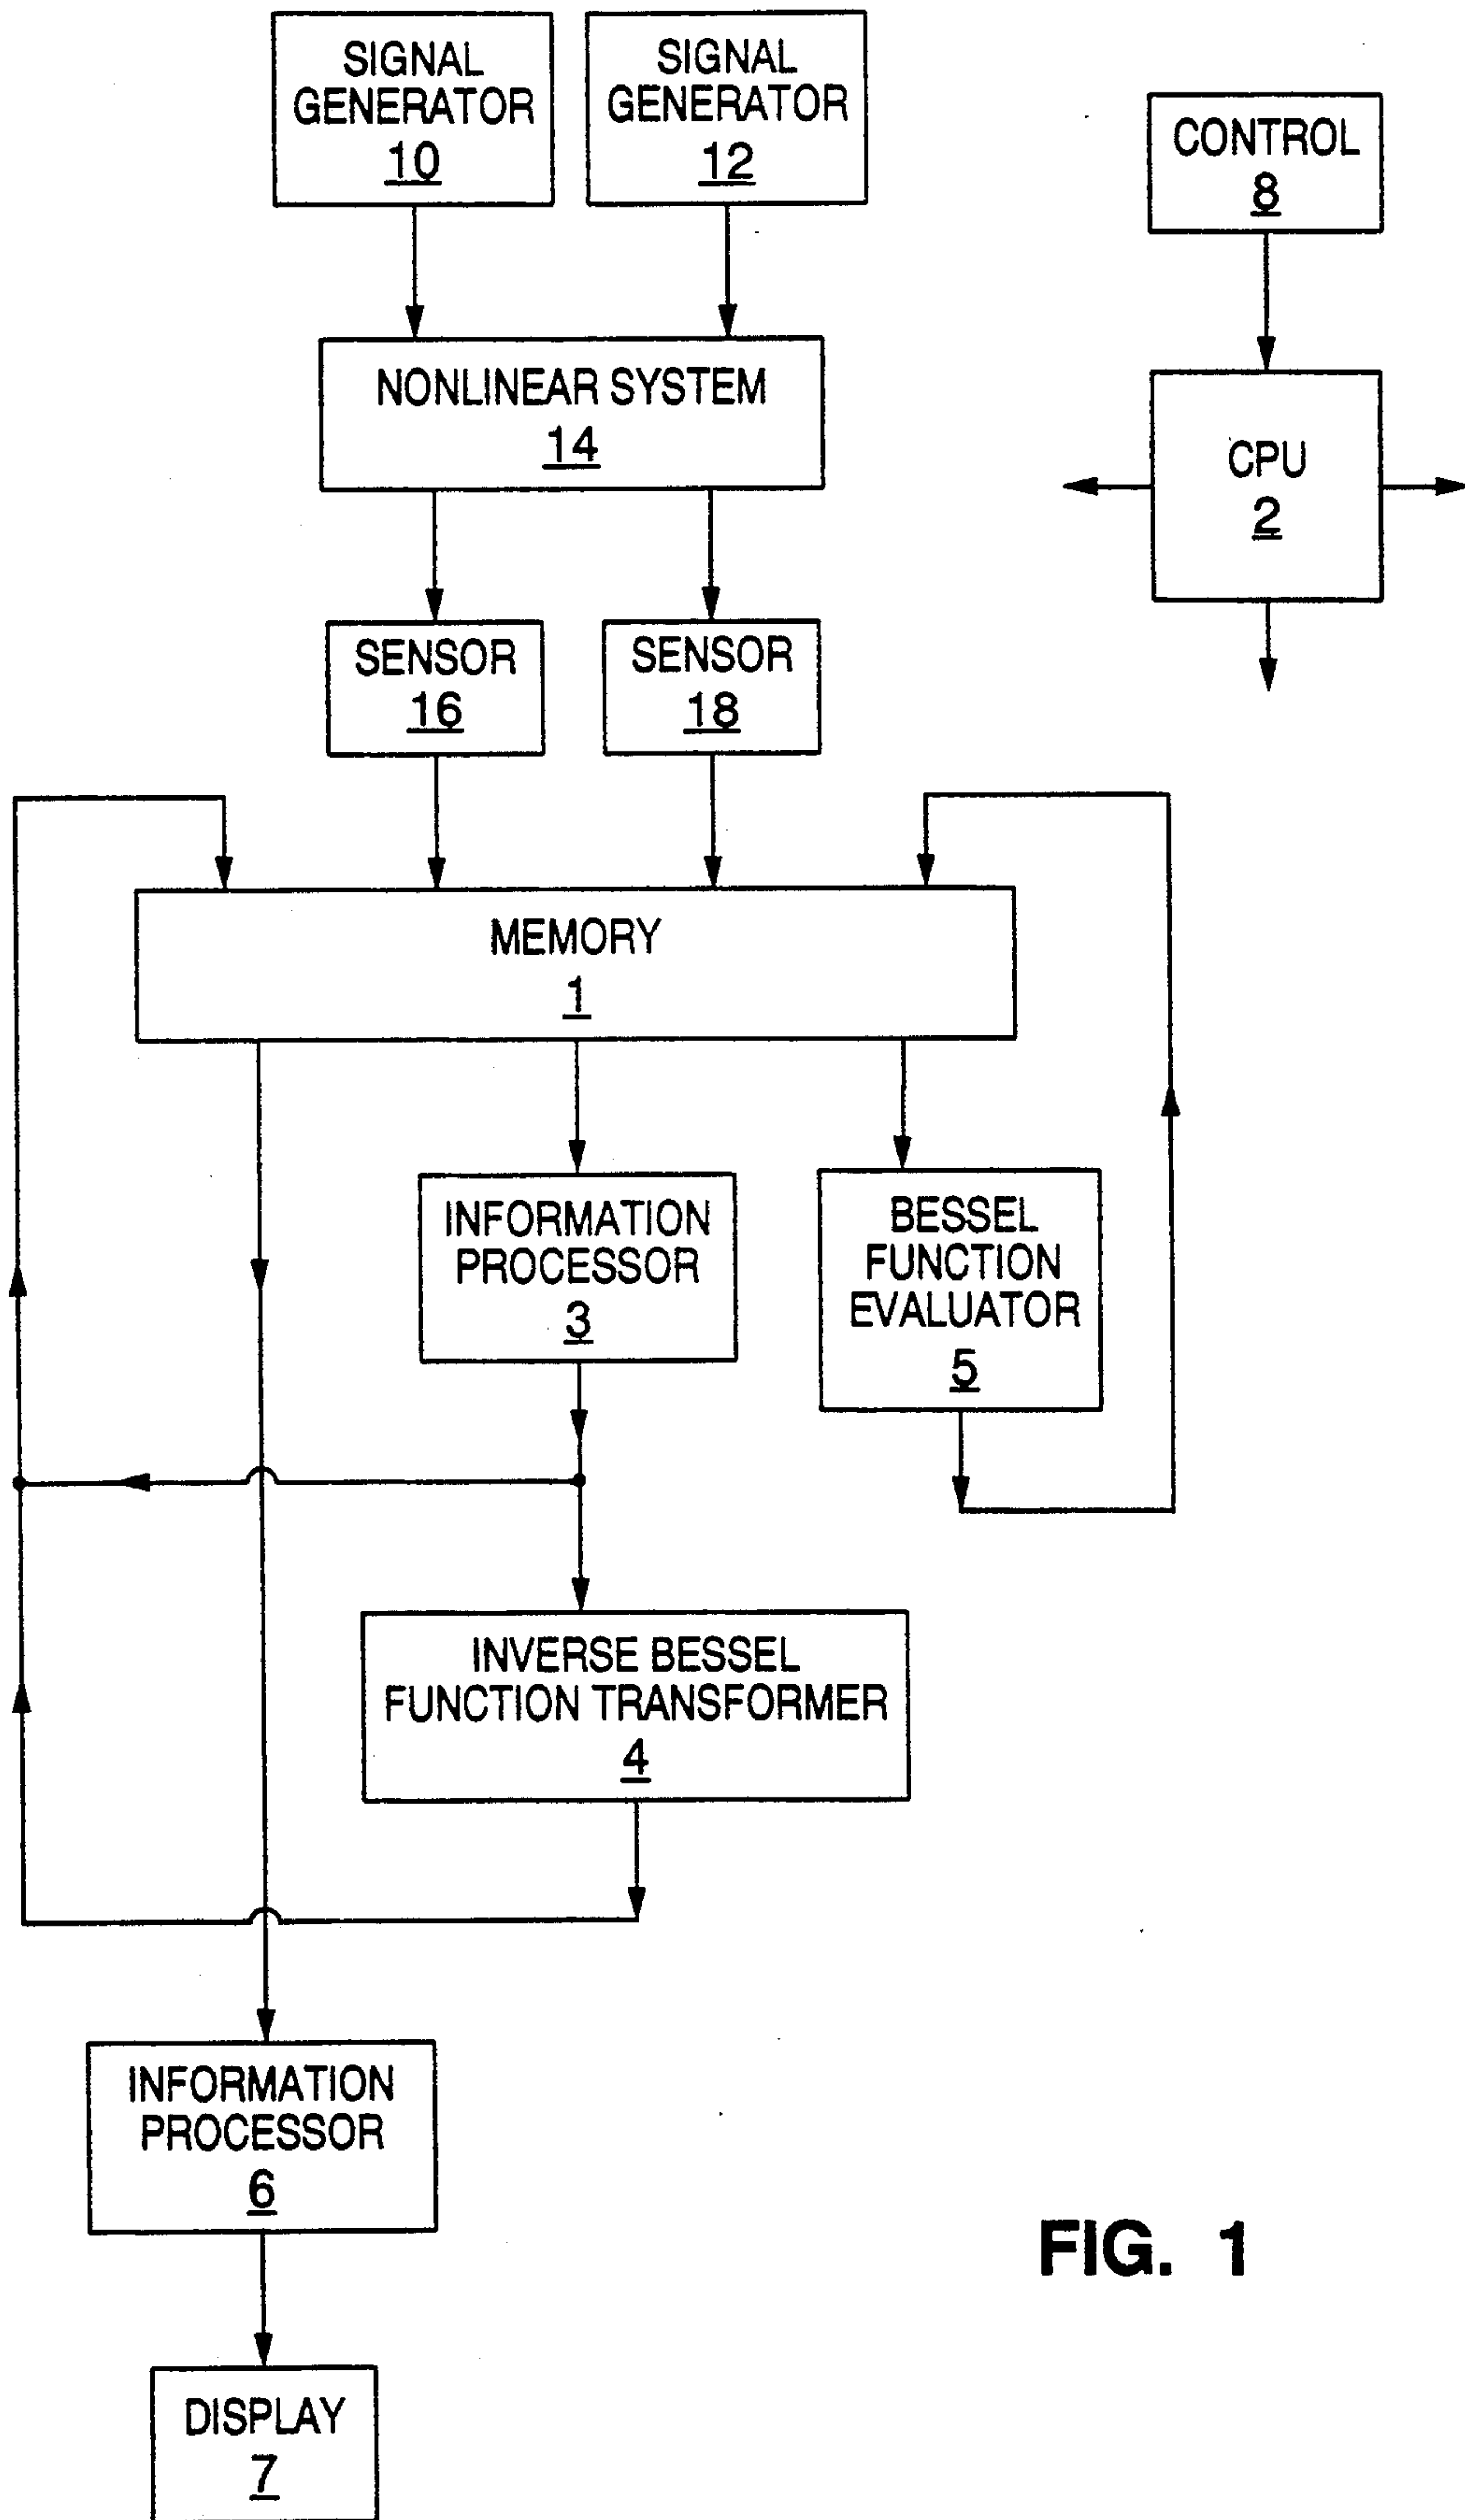 SIGNAL
GENERATOR
10
SIGNAL
GENERATOR
12
CONTROL
8
NONLINEAR SYSTEM
14
CPU
2
SENSOR
16
SENSOR
18
MEMORY
1
INFORMATION
PROCESSOR
3
BESSEL
FUNCTION
EVALUATOR
5
INVERSE BESSEL
FUNCTION TRANSFORMER
4
INFORMATION
PROCESSOR
6
FIG. 1
DISPLAY
7